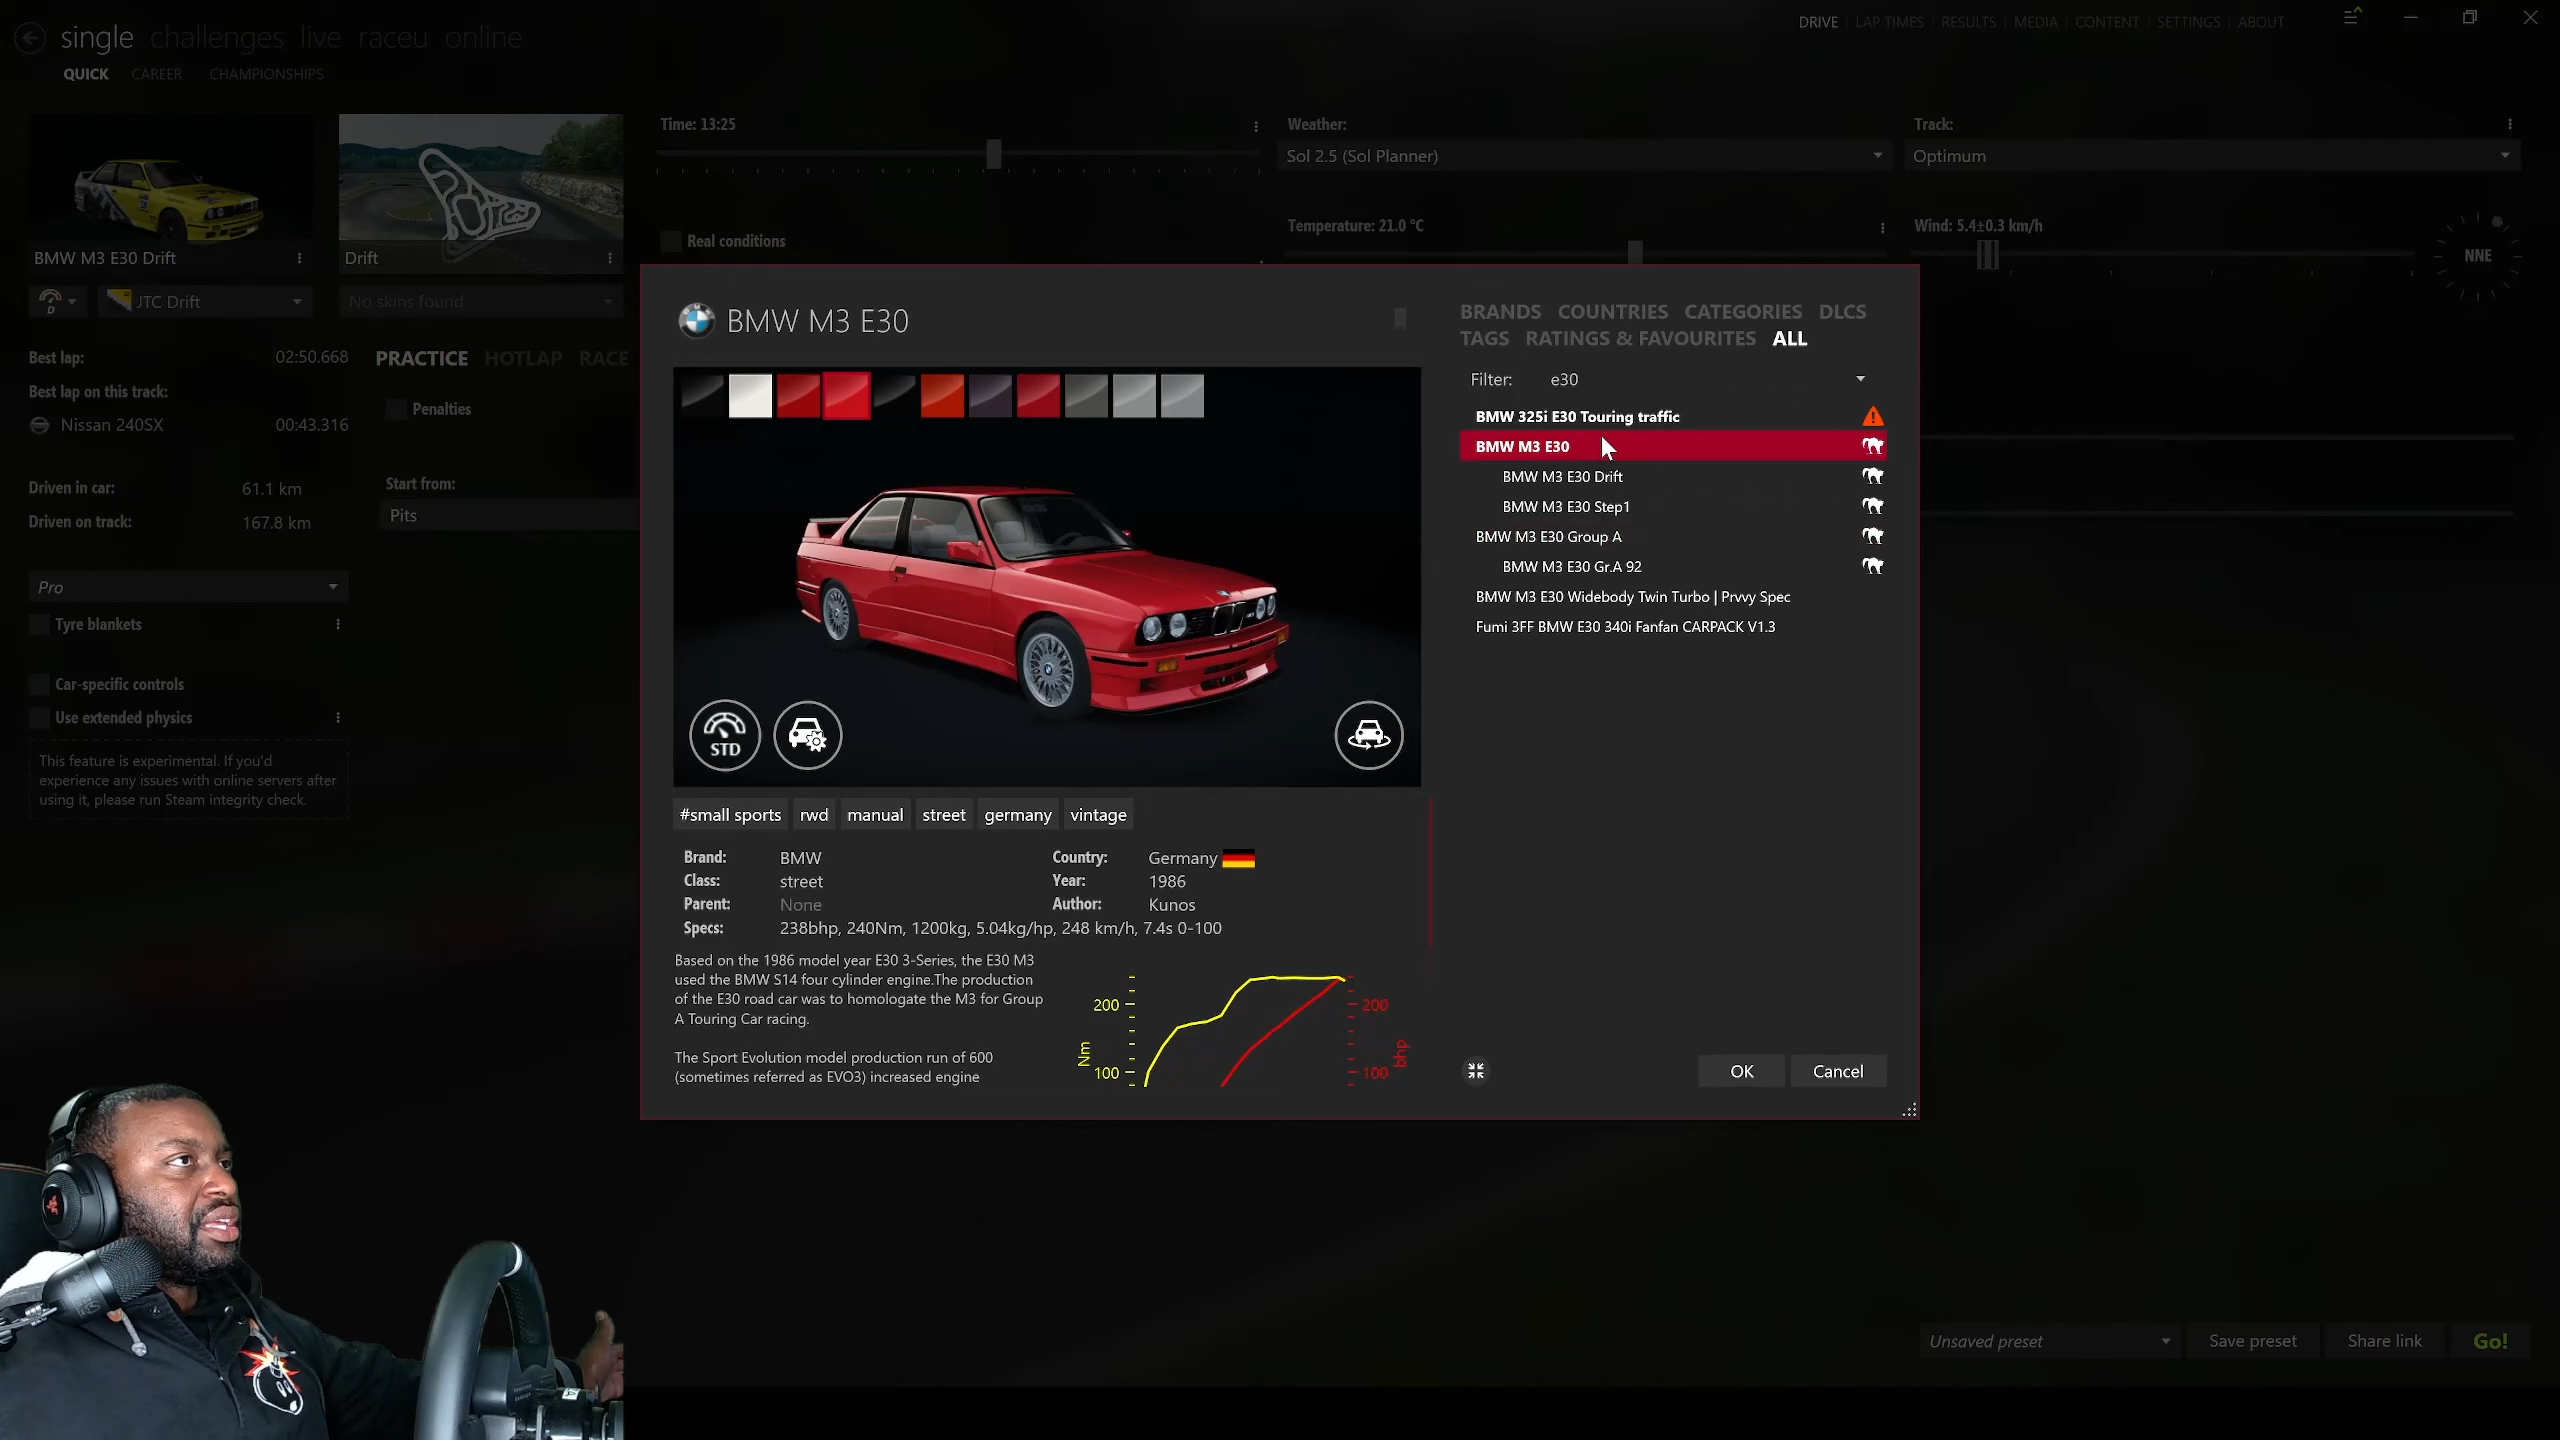 single challenges live raceu online
DRIVE LAP TIMES RESULTS MEDIA CONTENT SETTINGS ABOUT
QUICK CAREER CHAMPIONSHIPS
BMW M3 E30 Drift
Drift
D
JTC Drift
No skins found
Time: 13:25
Weather:
Sol 2.5 (Sol Planner)
Track:
Optimum
Real conditions
Temperature: 21.0 °C
Wind: 5.4±0.3 km/h
NNE
Best lap: 02:50.668
Best lap on this track:
Nissan 240SX 00:43.316
Driven in car: 61.1 km
Driven on track: 167.8 km
PRACTICE HOTLAP RACE
Penalties
Start from:
Pits
Pro
Tyre blankets
Car-specific controls
Use extended physics
This feature is experimental. If you'd
experience any issues with online servers after
using it, please run Steam integrity check.
BMW M3 E30
STD
#small sports rwd manual street germany vintage
Brand: BMW
Country: Germany
Class: street
Year: 1986
Parent: None
Author: Kunos
Specs: 238bhp, 240Nm, 1200kg, 5.04kg/hp, 248 km/h, 7.4s 0-100
Based on the 1986 model year E30 3-Series, the E30 M3
used the BMW S14 four cylinder engine.The production
of the E30 road car was to homologate the M3 for Group
A Touring Car racing.
The Sport Evolution model production run of 600
(sometimes referred as EVO3) increased engine
200
100
Nm
200
100
bhp
BRANDS COUNTRIES CATEGORIES DLCS
TAGS RATINGS & FAVOURITES ALL
Filter: e30
BMW 325i E30 Touring traffic
BMW M3 E30
BMW M3 E30 Drift
BMW M3 E30 Step1
BMW M3 E30 Group A
BMW M3 E30 Gr.A 92
BMW M3 E30 Widebody Twin Turbo | Prvvy Spec
Fumi 3FF BMW E30 340i Fanfan CARPACK V1.3
OK Cancel
Unsaved preset Save preset Share link Go!